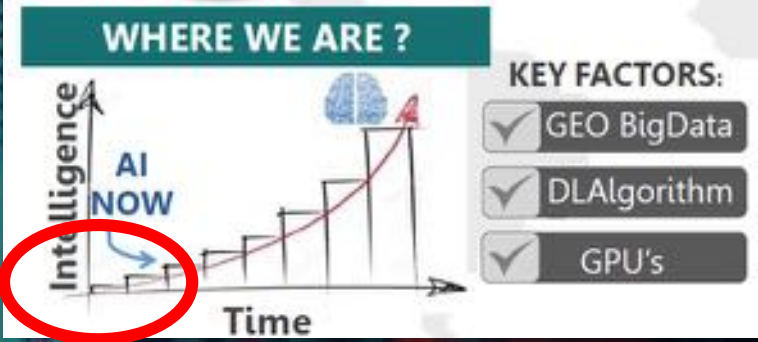 WHERE WE ARE ?
Intelligence
AI
NOW
Time
KEY FACTORS:
GEO BigData
DLAlgorithm
GPU's